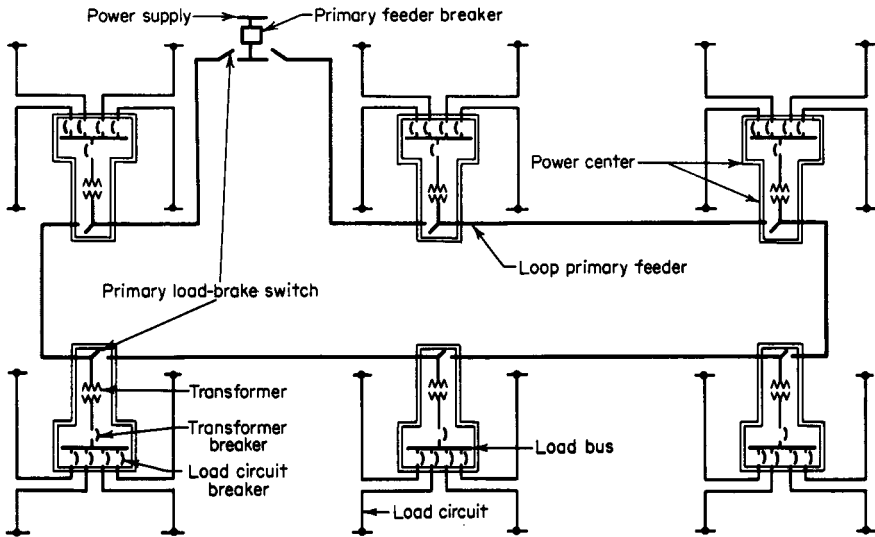 Power supply
Primary feeder breaker
Power center
Loop primary feeder
Primary load-brake switch
Transformer
Transformer
breaker
Load bus
Load circuit
breaker
Load circuit